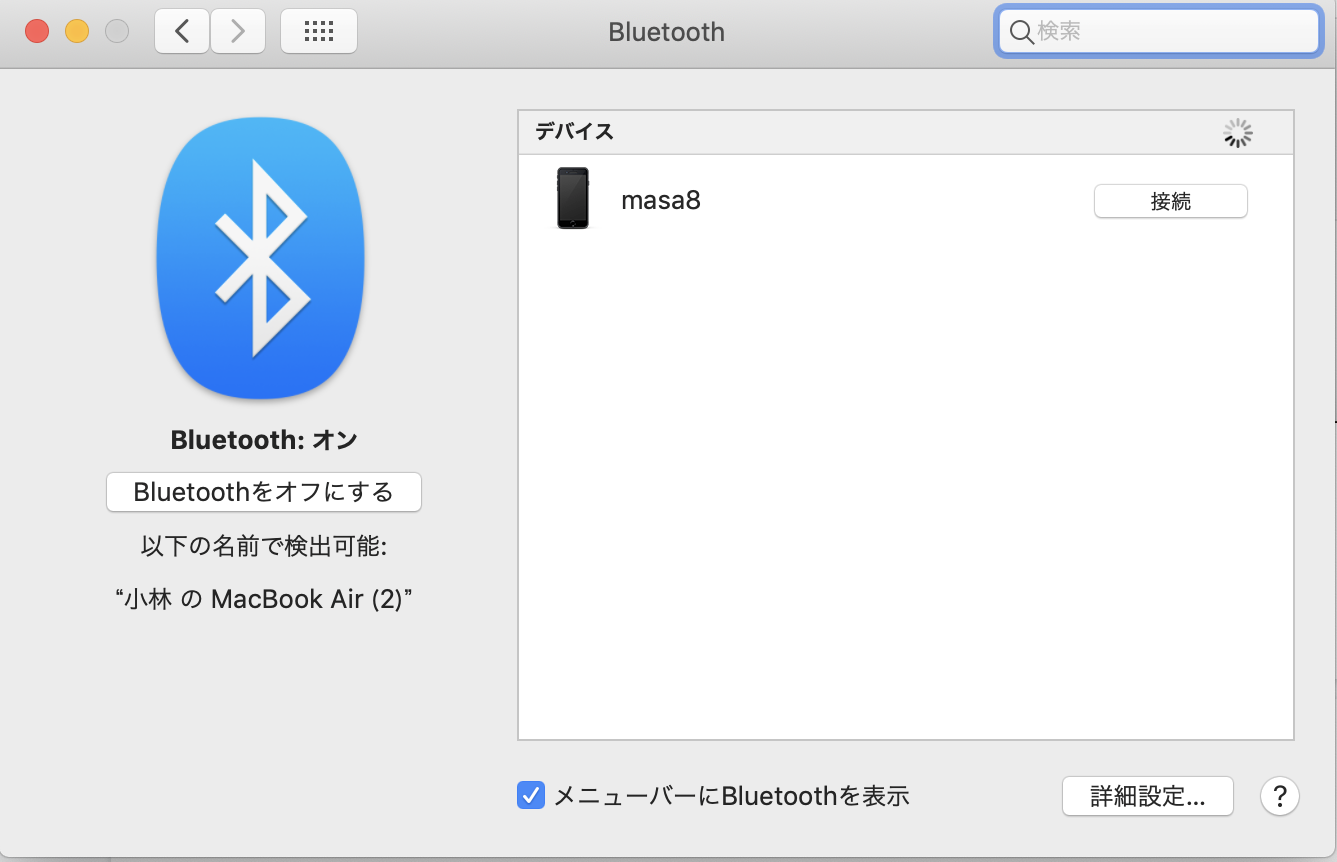 Bluetooth
検索
デバイス
masa8
接続
Bluetooth: オン
Bluetoothをオフにする
以下の名前で検出可能:
“小林 の MacBook Air (2)”
メニューバーにBluetoothを表示
詳細設定...
?